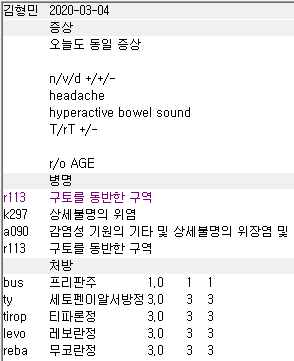 김형민 2020-03-04
증상
오늘도 동일 증상
n/v/d +/+/-
headache
hyperactive bowel sound
T/rT +/-
r/o AGE
병명
r113 구토를 동반한 구역
k297 상세불명의 위염
a090 감염성 기원의 기타 및 상세불명의 위장염 및
r113 구토를 동반한 구역
처방
bus 프리판주 1,0 1 1
ty 세토펜이알서방정 3,0 3 3
tirop 티파론정 3,0 3 3
levo 레보란정 3,0 3 3
reba 무코란정 3,0 3 3